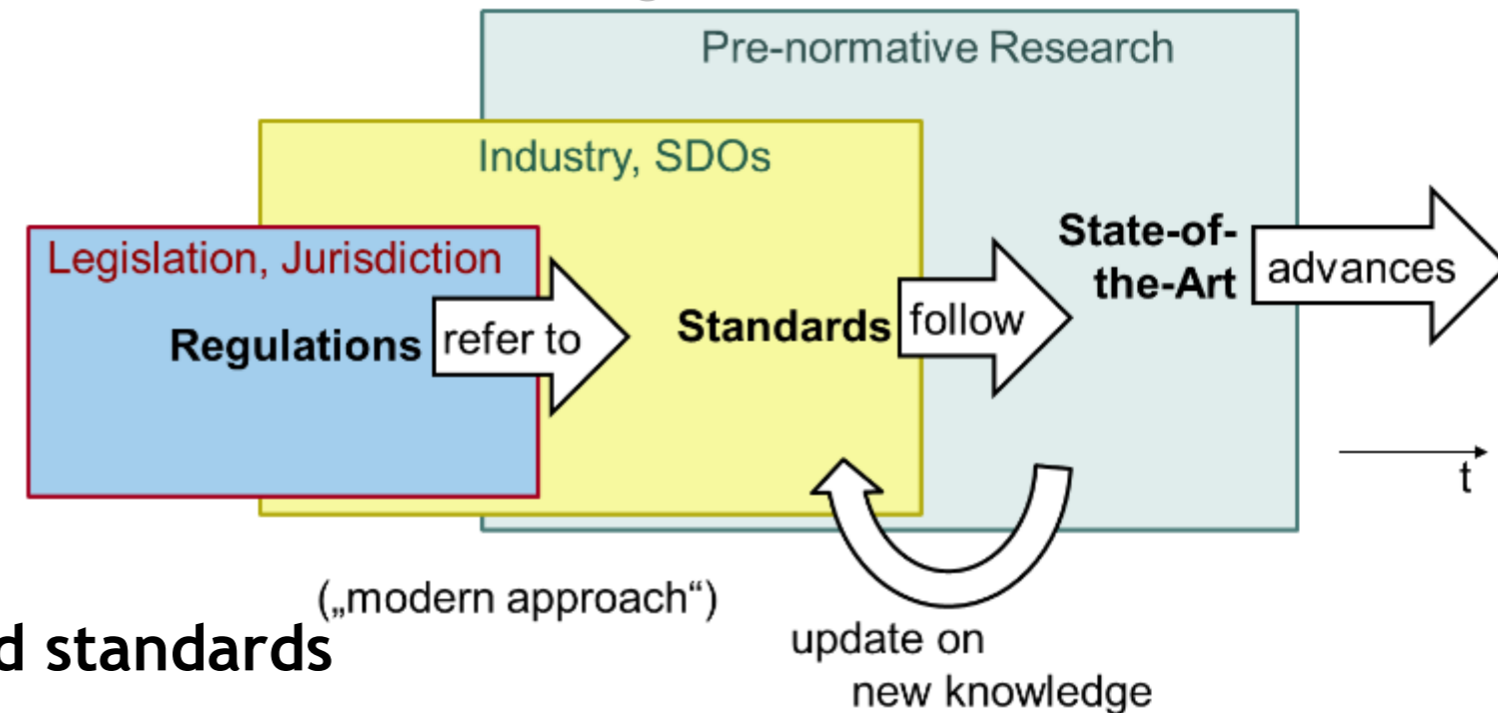 Pre-normative Research
Industry, SDOs
Legislation, Jurisdiction
Regulations
refer to
Standards
follow
State-of-
the-Art
advances
t
(„modern approach“)
d standards
update on
new knowledge